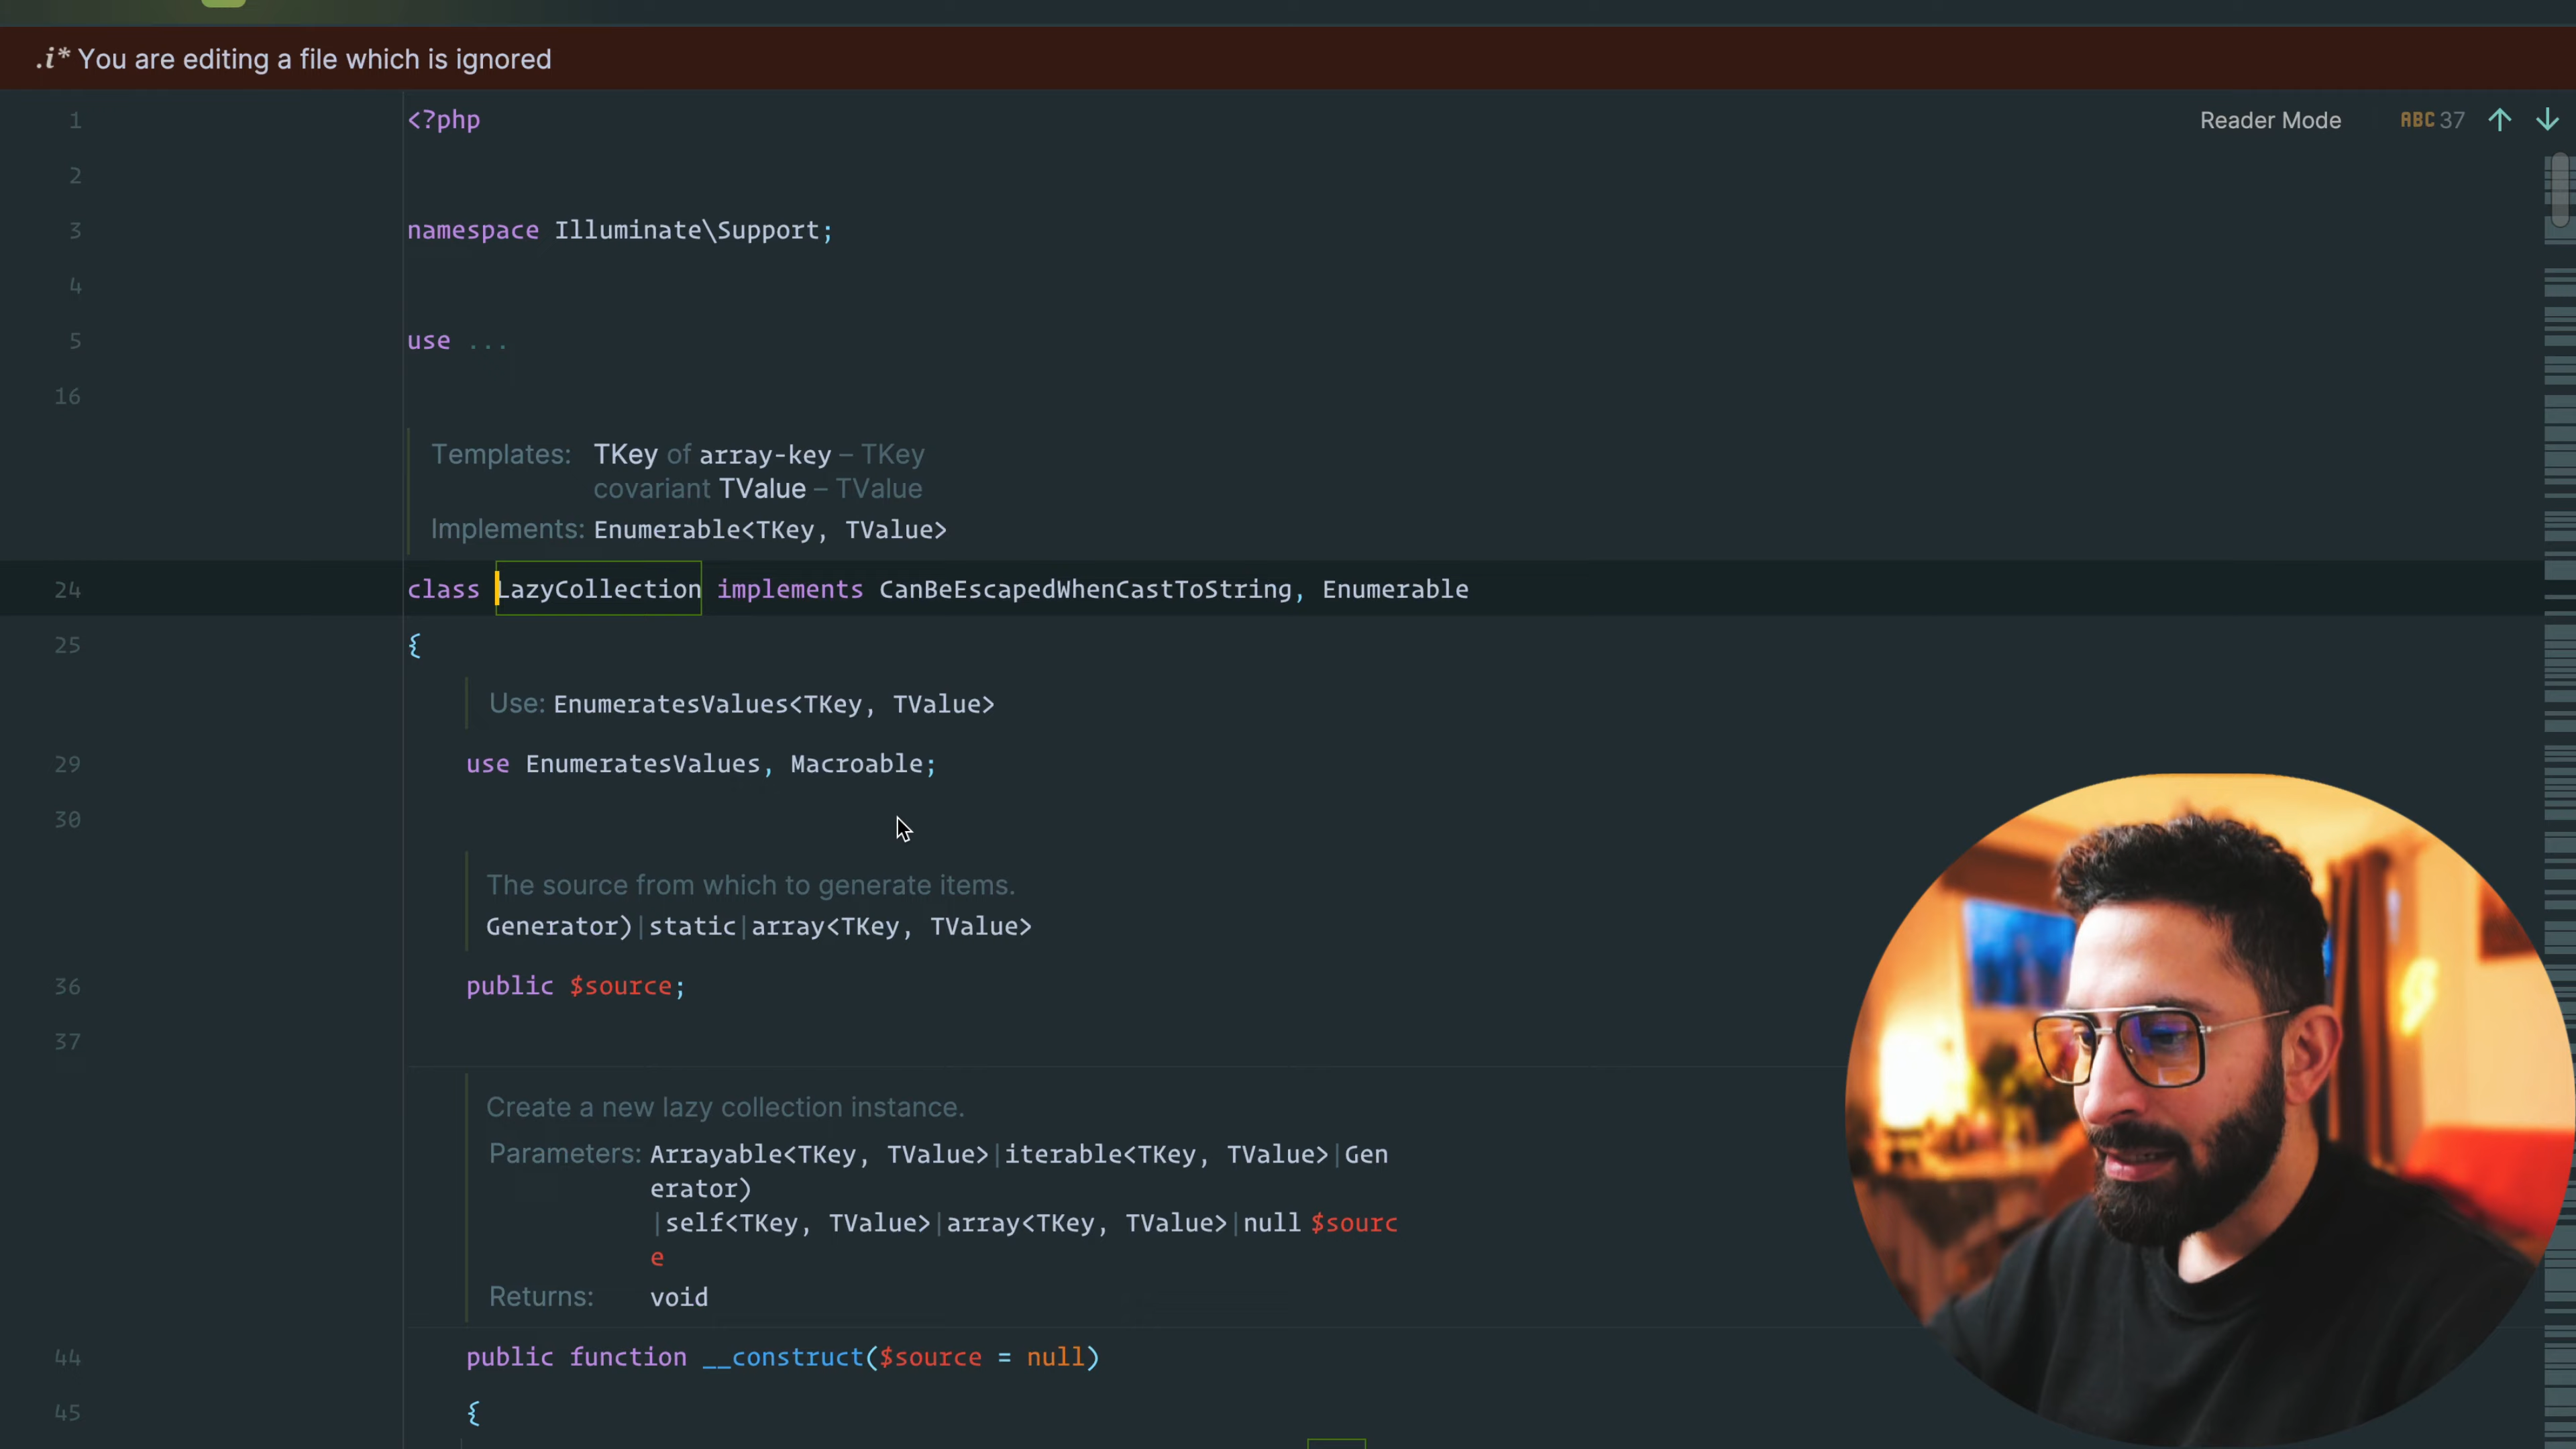 .i* You are editing a file which is ignored
1 <?php Reader Mode ABC 37
2
3 namespace Illuminate\Support;
4
5 use ...
16
Templates: TKey of array-key – TKey
covariant TValue – TValue
Implements: Enumerable<TKey, TValue>
24 class LazyCollection implements CanBeEscapedWhenCastToString, Enumerable
25 {
Use: EnumeratesValues<TKey, TValue>
29 use EnumeratesValues, Macroable;
30
The source from which to generate items.
Generator)|static|array<TKey, TValue>
36 public $source;
37
Create a new lazy collection instance.
Parameters: Arrayable<TKey, TValue>|iterable<TKey, TValue>|Gen
erator)
|self<TKey, TValue>|array<TKey, TValue>|null $sourc
e
Returns: void
44 public function __construct($source = null)
45 {